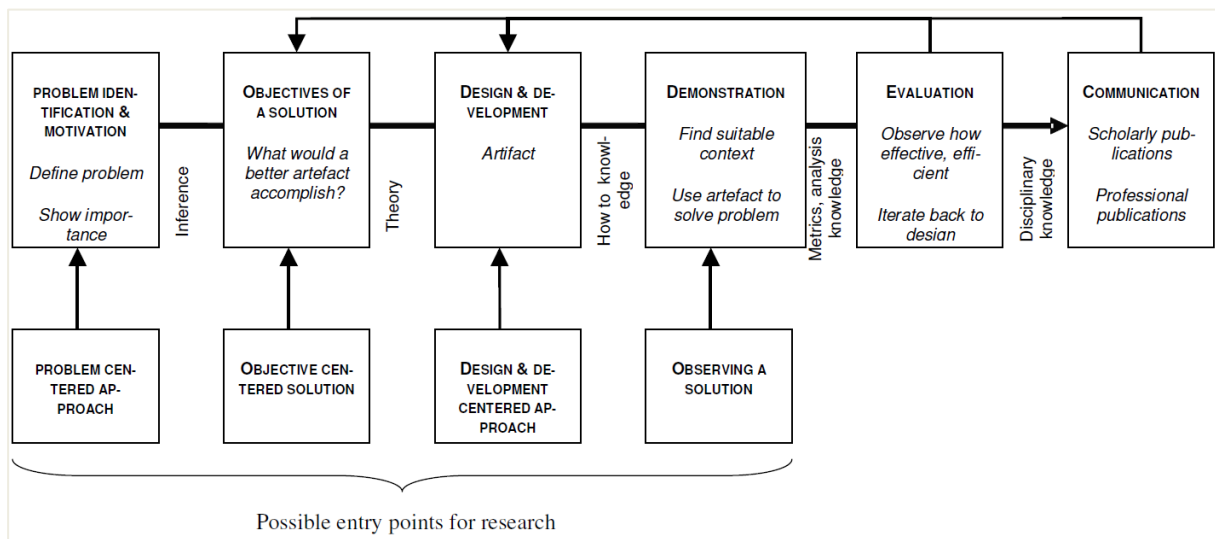 PROBLEM IDEN-
TIFICATION &
MOTIVATION
Define problem
Show impor-
tance
Inference
OBJECTIVES OF
A SOLUTION
What would a
better artefact
accomplish?
Theory
DESIGN & DE-
VELOPMENT
Artifact
How to knowl-
edge
DEMONSTRATION
Find suitable
context
Use artefact to
solve problem
Metrics, analysis
knowledge
EVALUATION
Observe how
effective, effi-
cient
Iterate back to
design
Disciplinary
knowledge
COMMUNICATION
Scholarly pub-
lications
Professional
publications
PROBLEM CEN-
TERED AP-
PROACH
OBJECTIVE CEN-
TERED SOLUTION
DESIGN & DE-
VELOPMENT
CENTERED AP-
PROACH
OBSERVING A
SOLUTION
Possible entry points for research